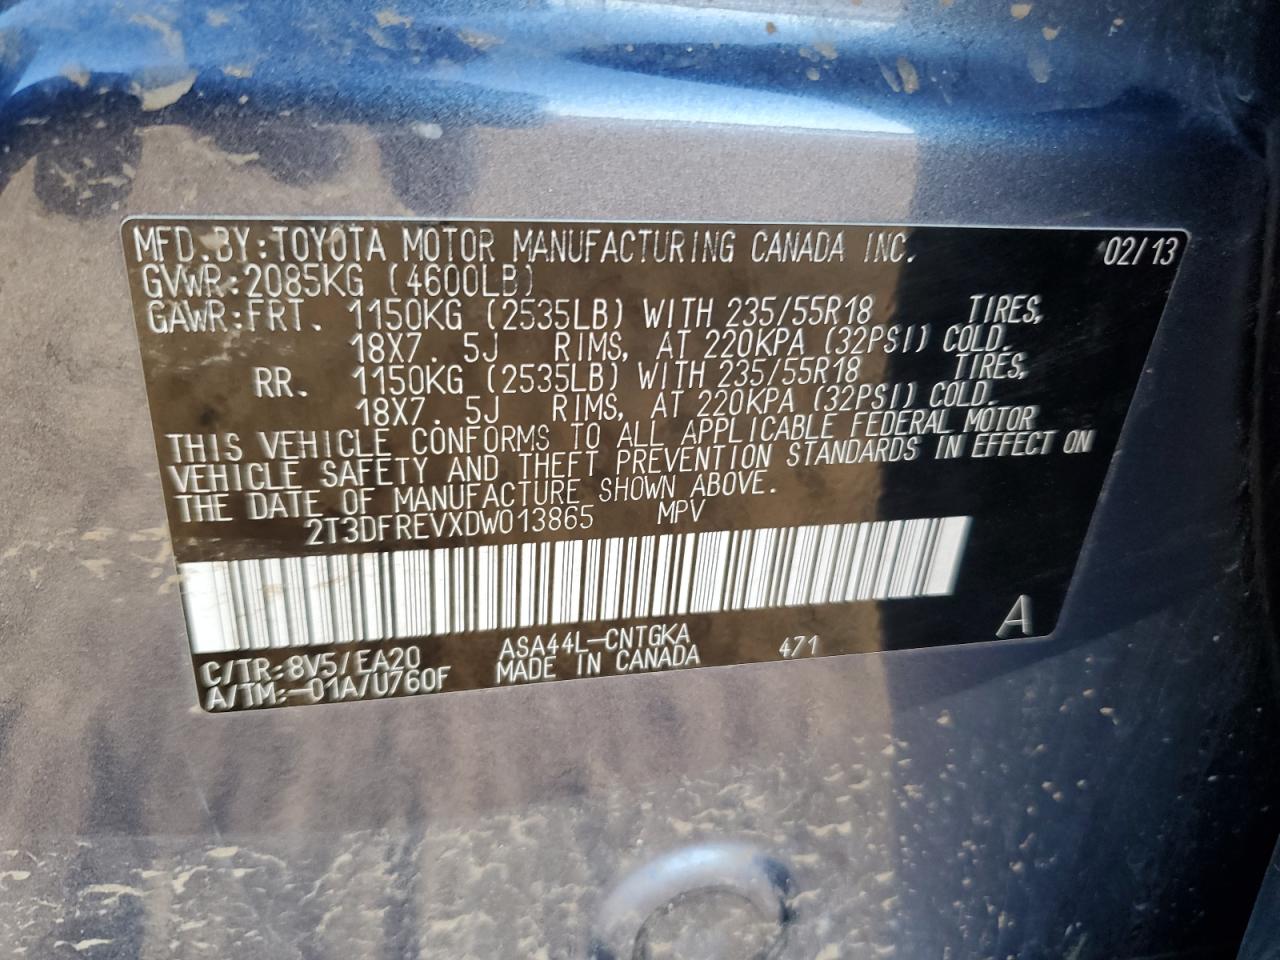 MFD.BY:TOYOTA MOTOR MANUFACTURING CANADA INC. 02/13
GVWR:2085KG (4600LB)
GAWR:FRT. 1150KG (2535LB) WITH 235/55R18 TIRES,
18X7.5J RIMS, AT 220KPA (32PSI) COLD.
RR. 1150KG (2535LB) WITH 235/55R18 TIRES,
18X7.5J RIMS, AT 220KPA (32PSI) COLD.
THIS VEHICLE CONFORMS TO ALL APPLICABLE FEDERAL MOTOR
VEHICLE SAFETY AND THEFT PREVENTION STANDARDS IN EFFECT ON
THE DATE OF MANUFACTURE SHOWN ABOVE.
2T3DFREVXDW013865 MPV
A
C/TR:8V5/EA20 ASA44L-CNTGKA 471
A/TM:-01A/U760F MADE IN CANADA